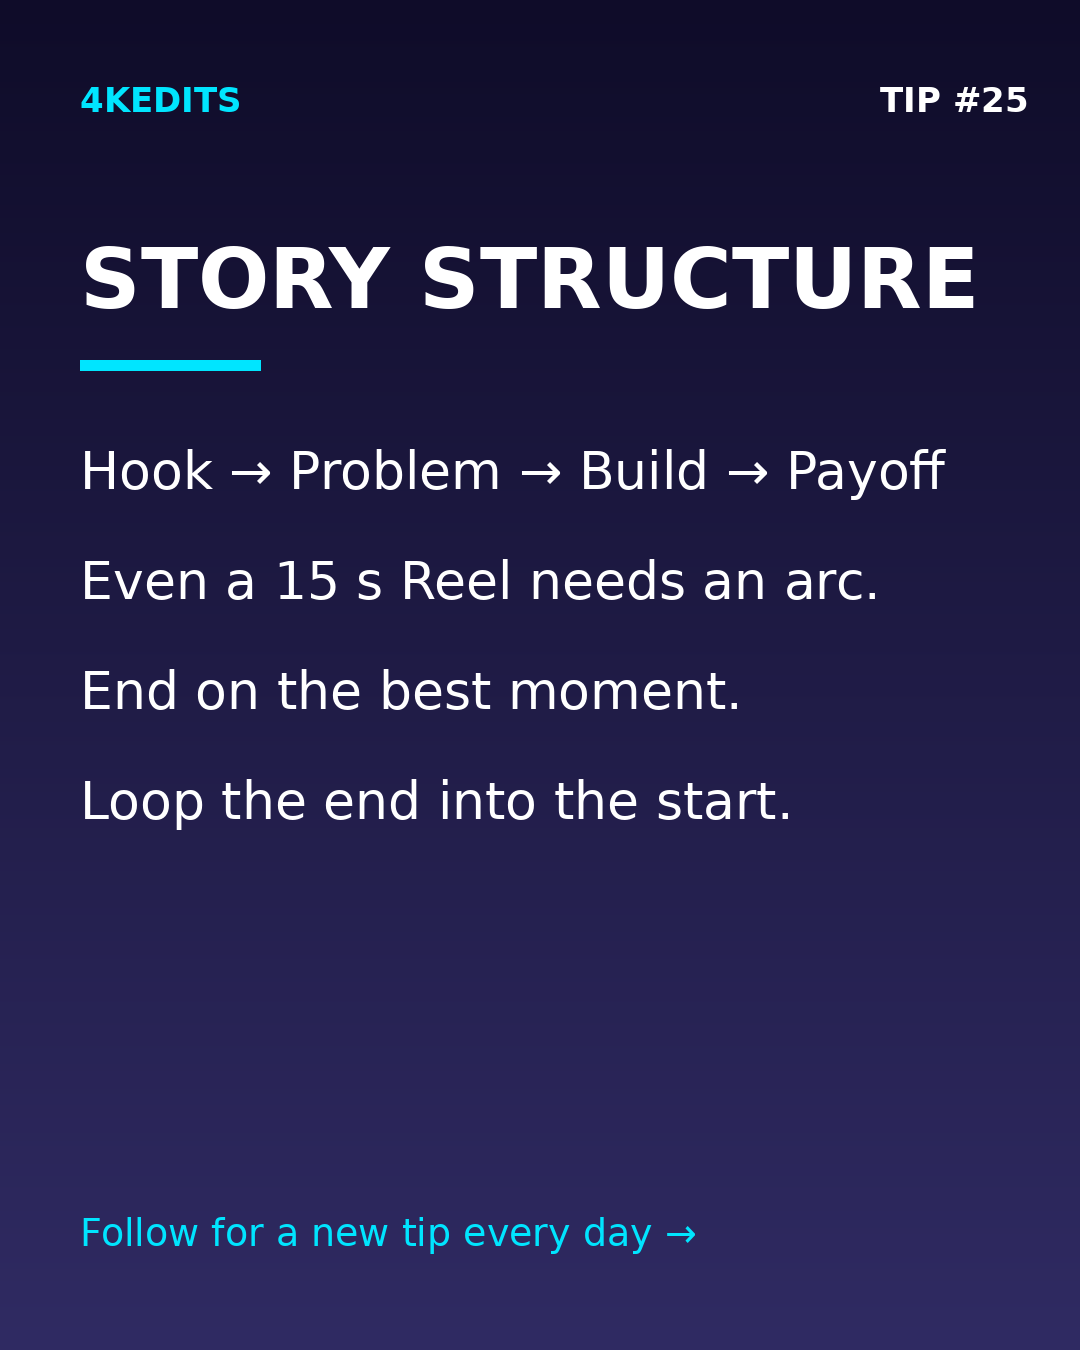 4KEDITS
TIP #25
STORY STRUCTURE
Hook → Problem → Build → Payoff
Even a 15 s Reel needs an arc.
End on the best moment.
Loop the end into the start.
Follow for a new tip every day →